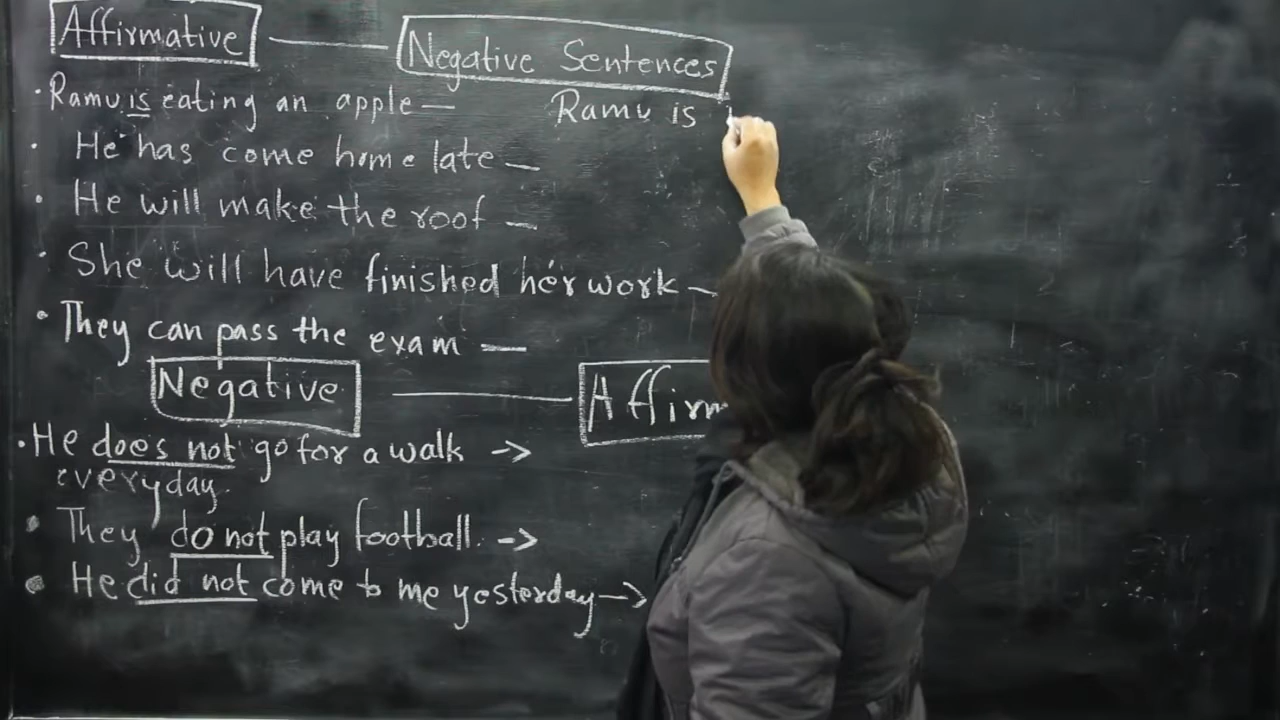 Affirmative — Negative Sentences
• Ramu is eating an apple — Ramu is
• He has come home late —
• He will make the roof —
• She will have finished her work —
• They can pass the exam —
Negative — Affirm
• He does not go for a walk →
everyday.
• They do not play football. →
• He did not come to me yesterday →